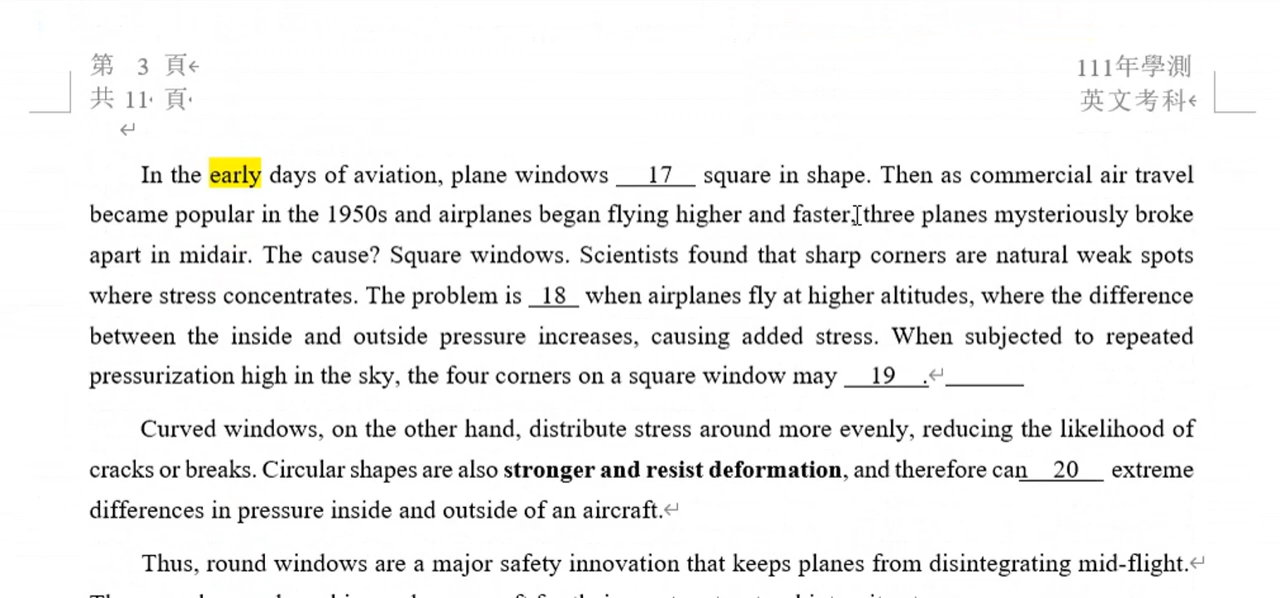 第 3 頁
共 11 頁
111年學測
英文考科
In the early days of aviation, plane windows 17 square in shape. Then as commercial air travel
became popular in the 1950s and airplanes began flying higher and faster, three planes mysteriously broke
apart in midair. The cause? Square windows. Scientists found that sharp corners are natural weak spots
where stress concentrates. The problem is 18 when airplanes fly at higher altitudes, where the difference
between the inside and outside pressure increases, causing added stress. When subjected to repeated
pressurization high in the sky, the four corners on a square window may 19 .
Curved windows, on the other hand, distribute stress around more evenly, reducing the likelihood of
cracks or breaks. Circular shapes are also stronger and resist deformation, and therefore can 20 extreme
differences in pressure inside and outside of an aircraft.
Thus, round windows are a major safety innovation that keeps planes from disintegrating mid-flight.